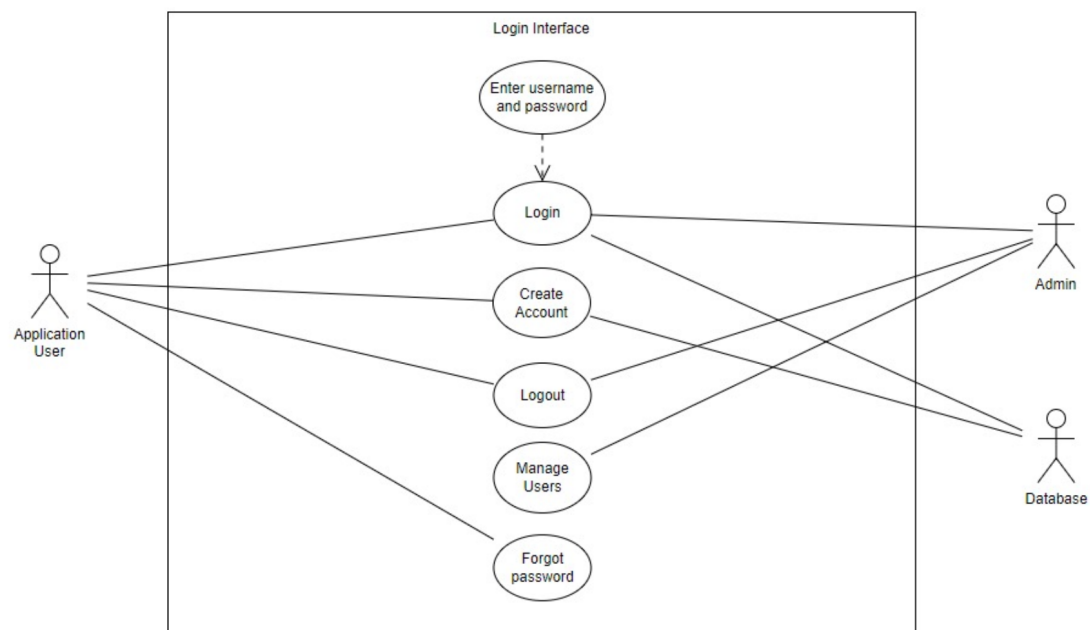 Login Interface
Enter username
and password
Login
Create
Account
Logout
Manage
Users
Forgot
password
Application
User
Admin
Database